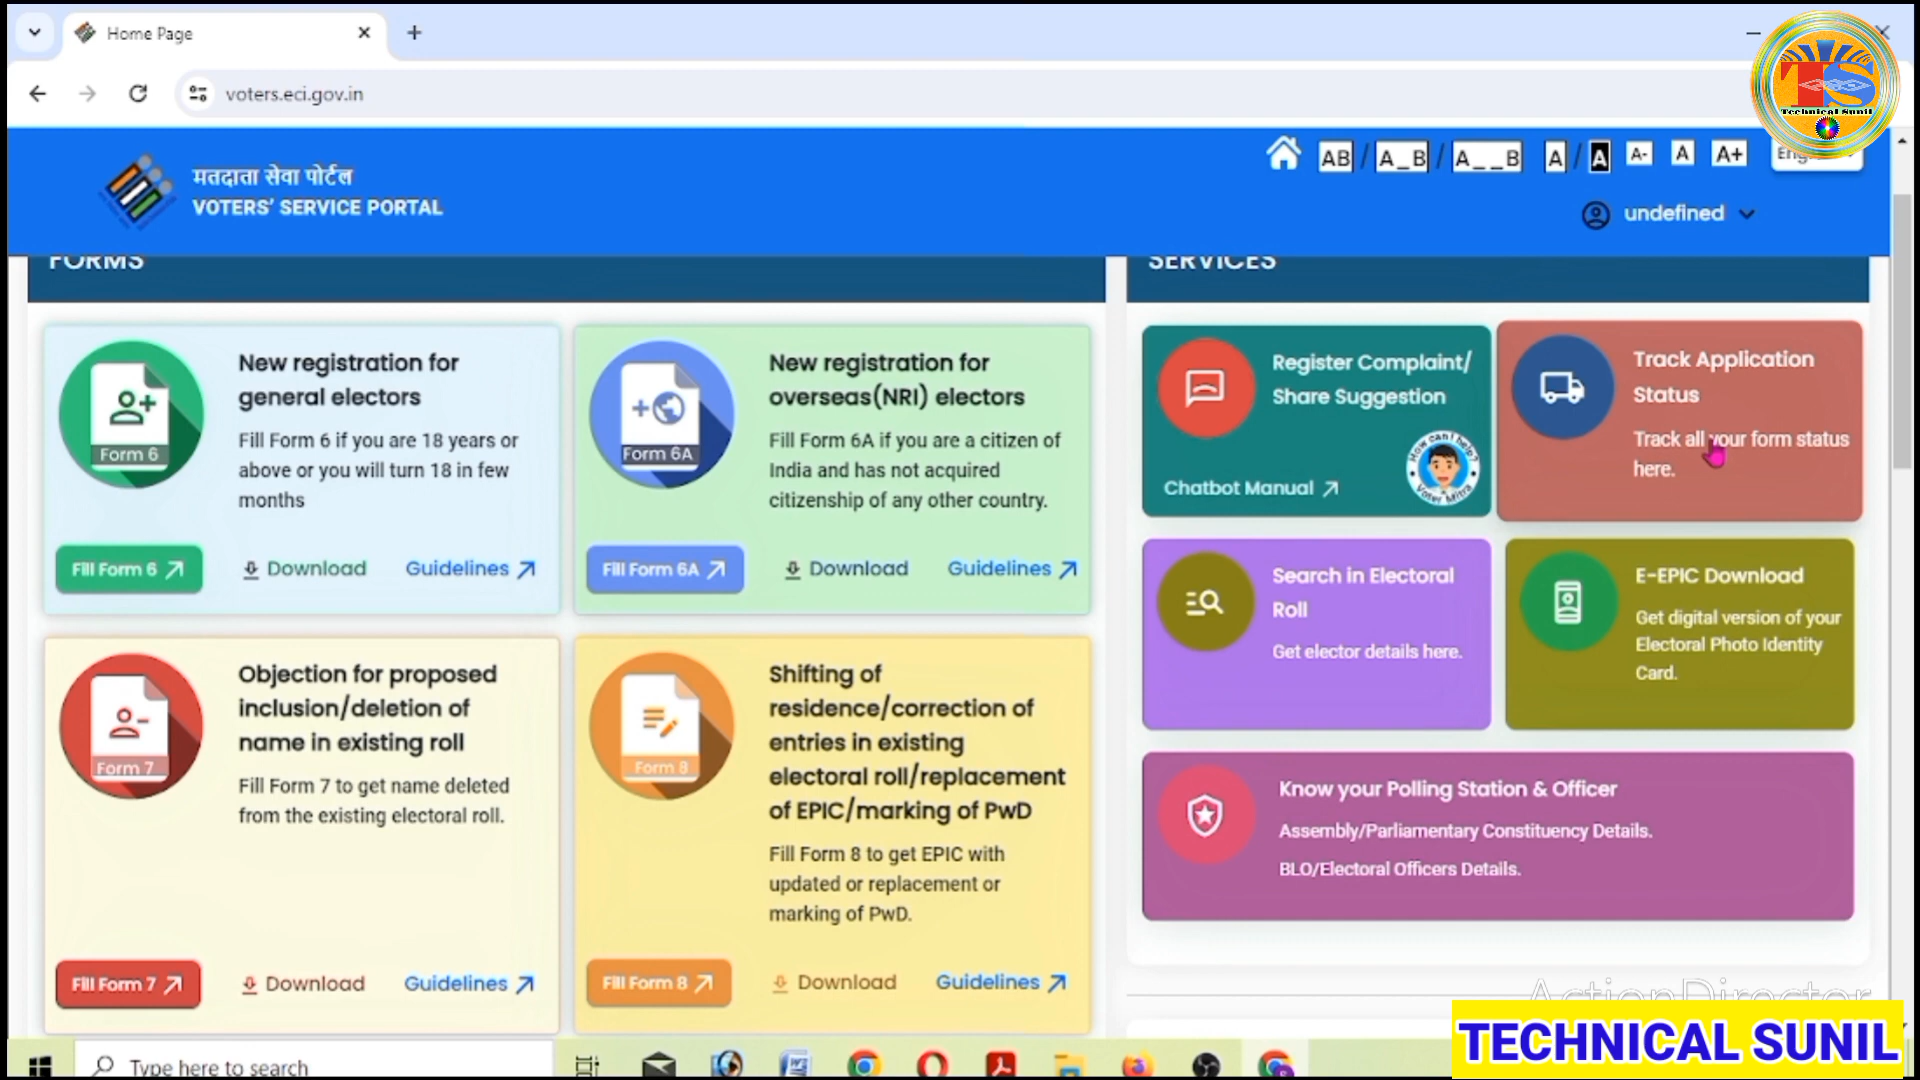 Home Page
voters.eci.gov.in
Technical Sunil
मतदाता सेवा पोर्टल
VOTERS' SERVICE PORTAL
AB / A_B / A__B A / A A- A A+
undefined
FORMS
SERVICES
New registration for
general electors
Fill Form 6 if you are 18 years or
above or you will turn 18 in few
months
Form 6
Fill Form 6 Download Guidelines
New registration for
overseas(NRI) electors
Fill Form 6A if you are a citizen of
India and has not acquired
citizenship of any other country.
Form 6A
Fill Form 6A Download Guidelines
Register Complaint/
Share Suggestion
Chatbot Manual
How can I help?
Voter Mitra
Track Application
Status
Track all your form status
here.
Search in Electoral
Roll
Get elector details here.
E-EPIC Download
Get digital version of your
Electoral Photo Identity
Card.
Objection for proposed
inclusion/deletion of
name in existing roll
Fill Form 7 to get name deleted
from the existing electoral roll.
Form 7
Fill Form 7 Download Guidelines
Shifting of
residence/correction of
entries in existing
electoral roll/replacement
of EPIC/marking of PwD
Fill Form 8 to get EPIC with
updated or replacement or
marking of PwD.
Form 8
Fill Form 8 Download Guidelines
Know your Polling Station & Officer
Assembly/Parliamentary Constituency Details.
BLO/Electoral Officers Details.
ActionDirector
TECHNICAL SUNIL
Type here to search